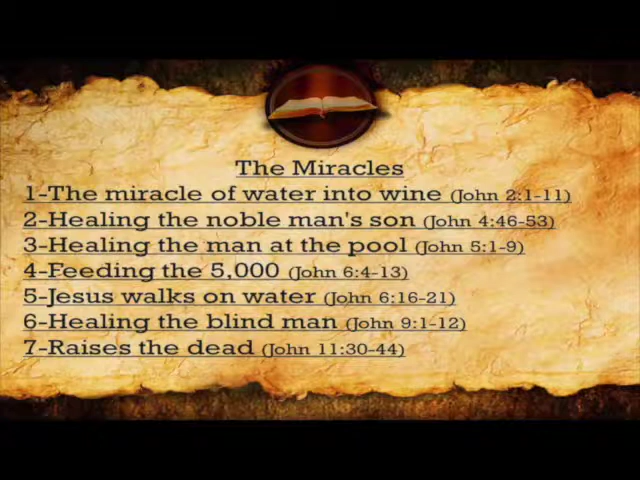 The Miracles
1-The miracle of water into wine (John 2:1-11)
2-Healing the noble man's son (John 4:46-53)
3-Healing the man at the pool (John 5:1-9)
4-Feeding the 5,000 (John 6:4-13)
5-Jesus walks on water (John 6:16-21)
6-Healing the blind man (John 9:1-12)
7-Raises the dead (John 11:30-44)